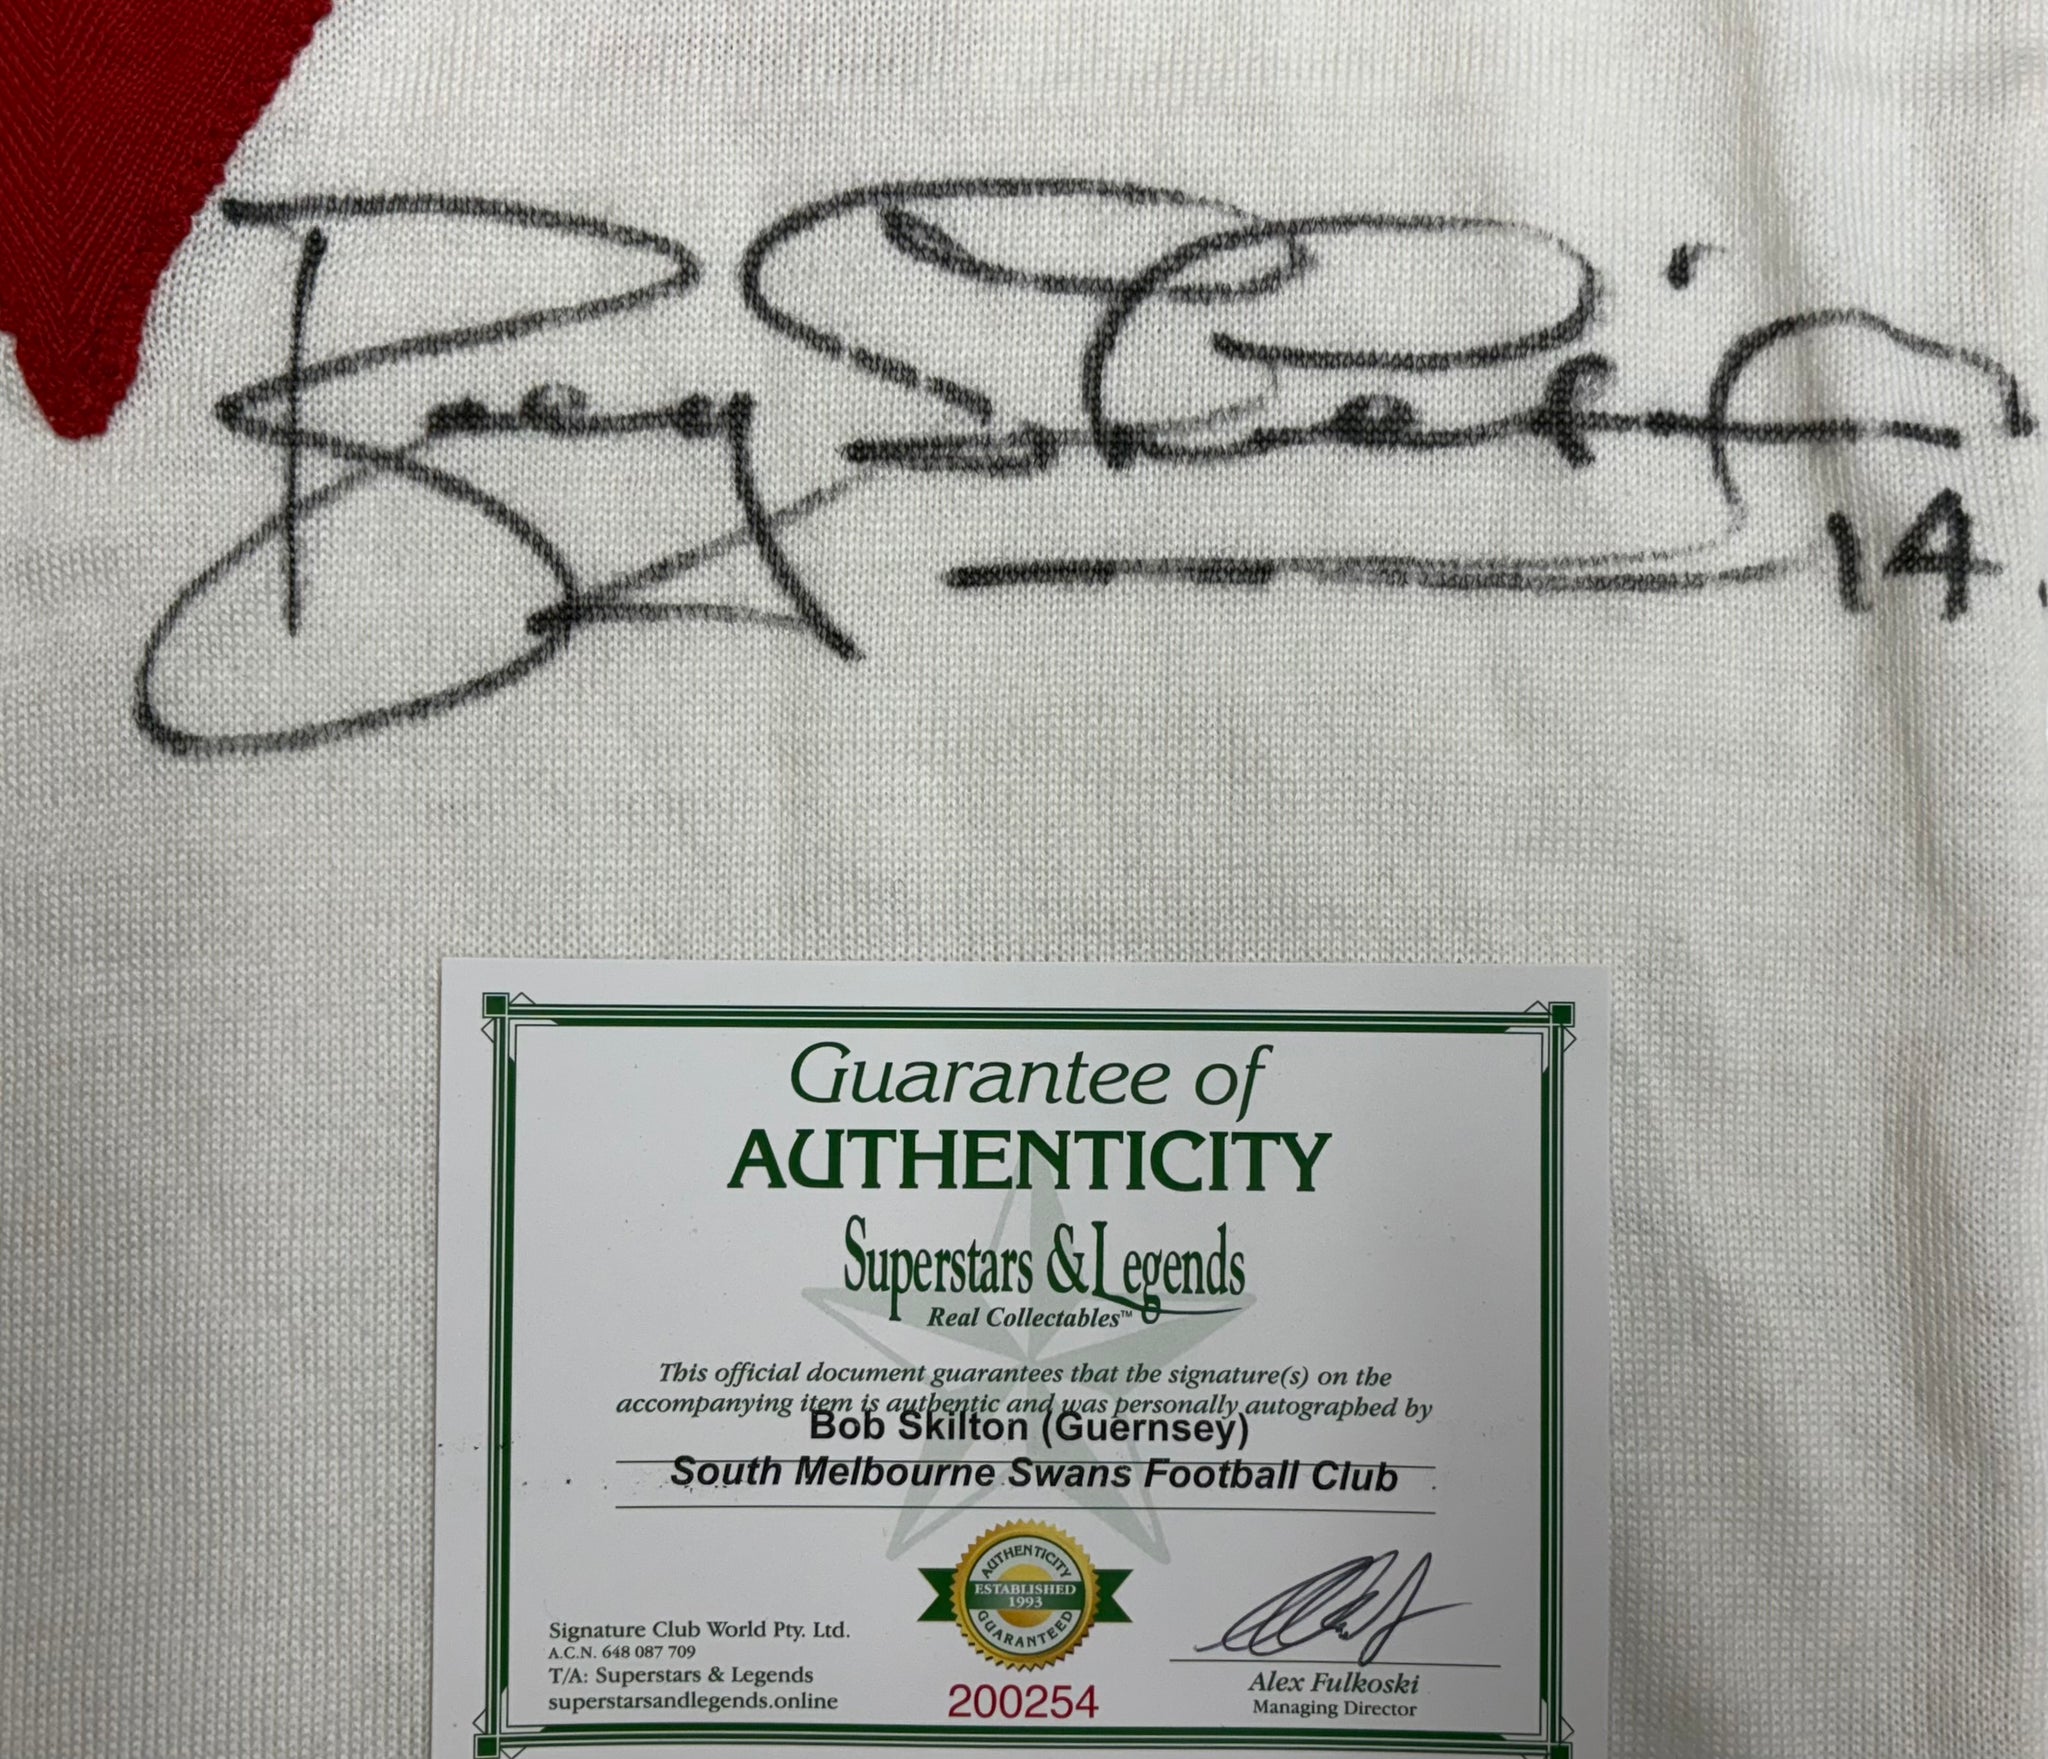 14
Guarantee of
AUTHENTICITY
Superstars & Legends
Real Collectables™
This official document guarantees that the signature(s) on the
accompanying item is authentic and was personally autographed by
Bob Skilton (Guernsey)
South Melbourne Swans Football Club
AUTHENTICITY
ESTABLISHED
1993
GUARANTEED
Signature Club World Pty. Ltd.
A.C.N. 648 087 709
T/A: Superstars & Legends
superstarsandlegends.online
200254
Alex Fulkoski
Managing Director